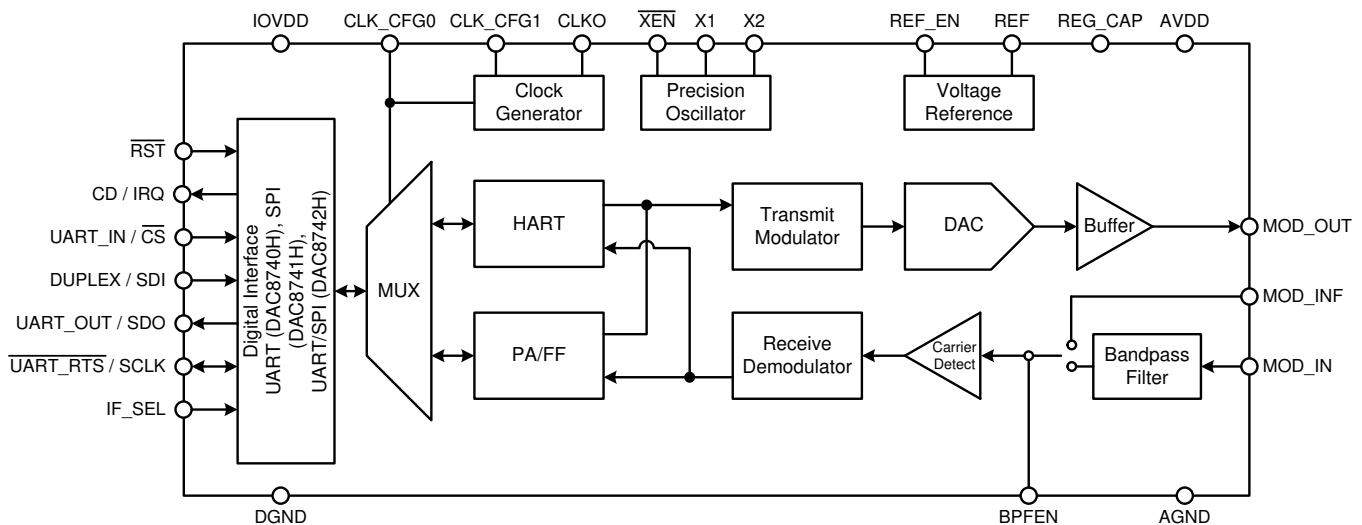 IOVDD
CLK_CFG0
CLK_CFG1
CLKO
XEN
X1
X2
REF_EN
REF
REG_CAP
AVDD
Clock
Generator
Precision
Oscillator
Voltage
Reference
RST
CD / IRQ
UART_IN / CS
DUPLEX / SDI
UART_OUT / SDO
UART_RTS / SCLK
IF_SEL
Digital Interface
UART (DAC8740H), SPI
(DAC8741H),
UART/SPI (DAC8742H)
MUX
HART
PA/FF
Transmit
Modulator
DAC
Buffer
MOD_OUT
MOD_INF
Receive
Demodulator
Carrier
Detect
Bandpass
Filter
MOD_IN
DGND
BPFEN
AGND